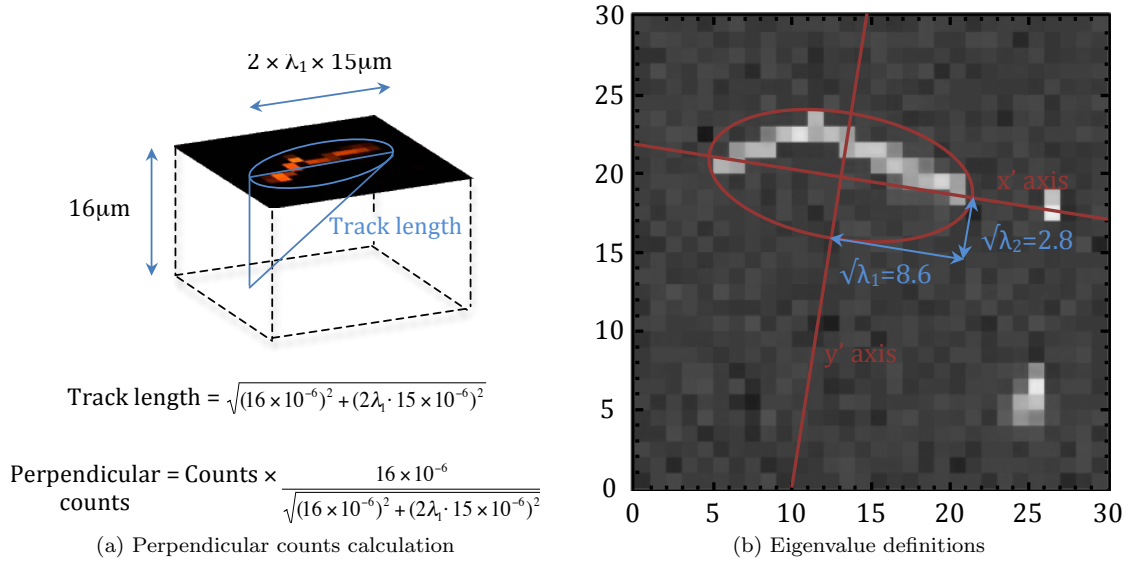 2 × λ₁ × 15μm
16μm
Track length
Track length = √((16×10⁻⁶)² + (2λ₁·15×10⁻⁶)²)
Perpendicular counts = Counts × 16×10⁻⁶ / √((16×10⁻⁶)² + (2λ₁·15×10⁻⁶)²)
(a) Perpendicular counts calculation
30
25
20
15
10
5
0
0 5 10 15 20 25 30
x' axis
√λ₂=2.8
√λ₁=8.6
y' axis
(b) Eigenvalue definitions